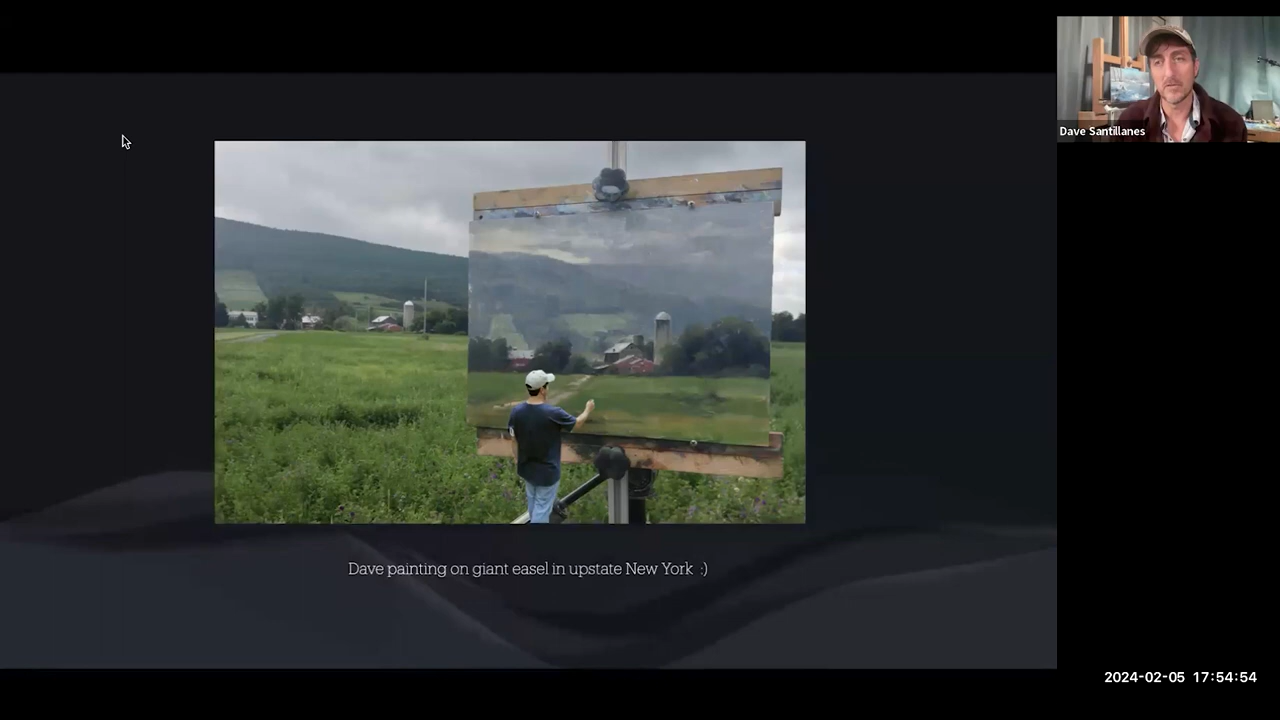 Dave Santillanes
Dave painting on giant easel in upstate New York :)
2024-02-05 17:54:54